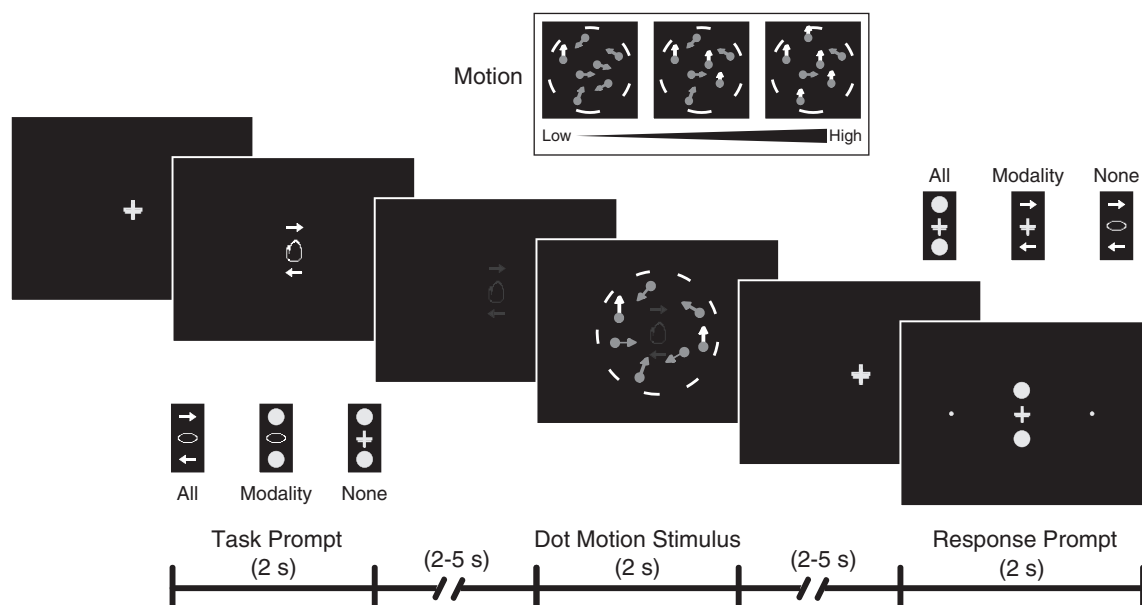 Motion
Low
High
All
Modality
None
All
Modality
None
Task Prompt
(2 s)
(2-5 s)
Dot Motion Stimulus
(2 s)
(2-5 s)
Response Prompt
(2 s)